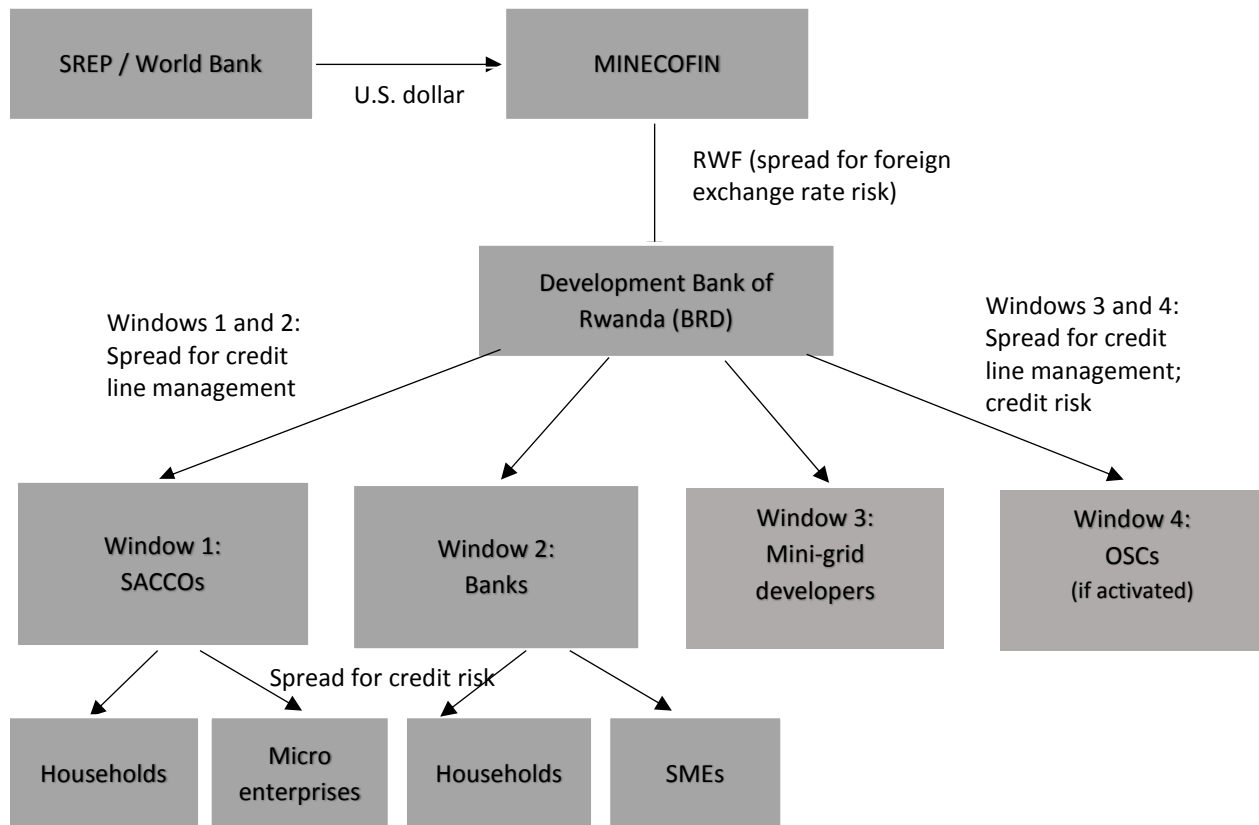 SREP / World Bank
MINECOFIN
U.S. dollar
RWF (spread for foreign
exchange rate risk)
Development Bank of
Rwanda (BRD)
Windows 1 and 2:
Spread for credit
line management
Windows 3 and 4:
Spread for credit
line management;
credit risk
Window 1:
SACCOs
Window 2:
Banks
Window 3:
Mini-grid
developers
Window 4:
OSCs
(if activated)
Spread for credit risk
Households
Micro
enterprises
Households
SMEs